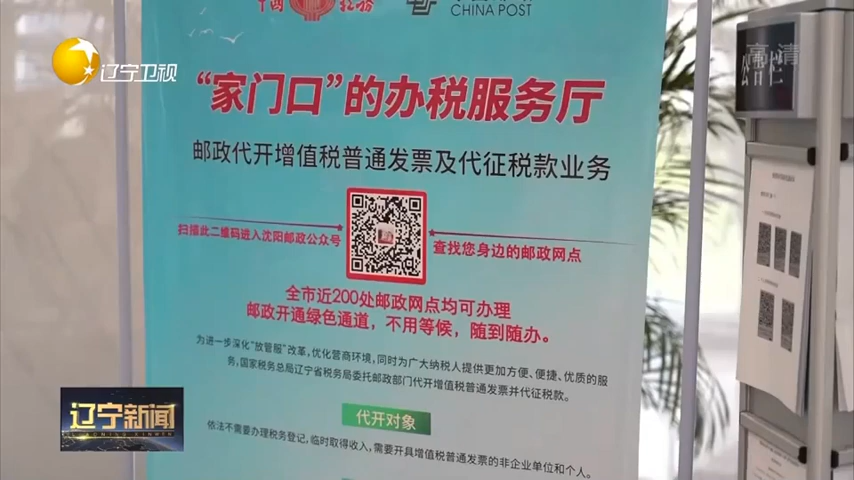 中国 税务
CHINA POST
辽宁卫视
高清
公告栏
“家门口”的办税服务厅
邮政代开增值税普通发票及代征税款业务
扫描此二维码进入沈阳邮政公众号
查找您身边的邮政网点
全市近200处邮政网点均可办理
邮政开通绿色通道，不用等候，随到随办。
为进一步深化“放管服”改革，优化营商环境，同时为广大纳税人提供更加方便、便捷、优质的服
务，国家税务总局辽宁省税务局委托邮政部门代开增值税普通发票并代征税款。
代开对象
依法不需要办理税务登记，临时取得收入，需要开具增值税普通发票的非企业单位和个人。
辽宁新闻
LIAONING XINWEN